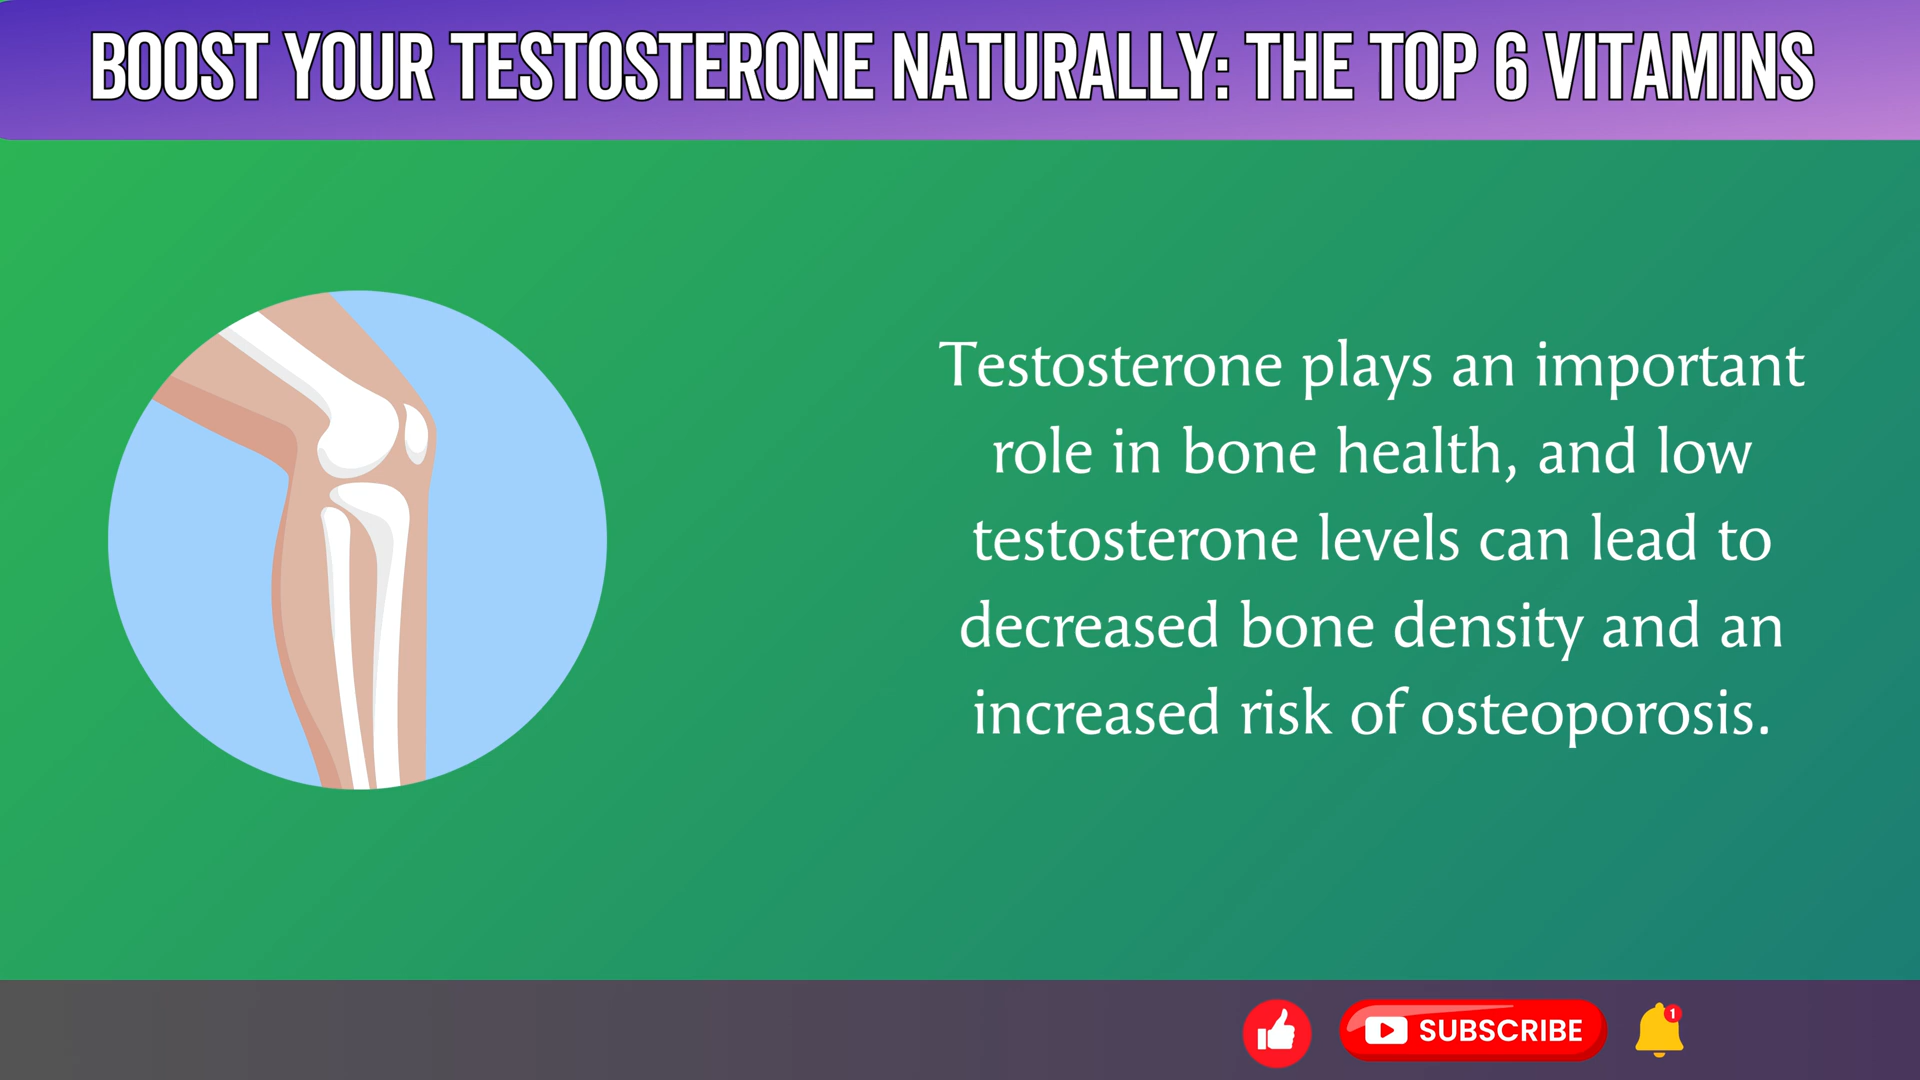 BOOST YOUR TESTOSTERONE NATURALLY: THE TOP 6 VITAMINS
Testosterone plays an important
role in bone health, and low
testosterone levels can lead to
decreased bone density and an
increased risk of osteoporosis.
SUBSCRIBE
1